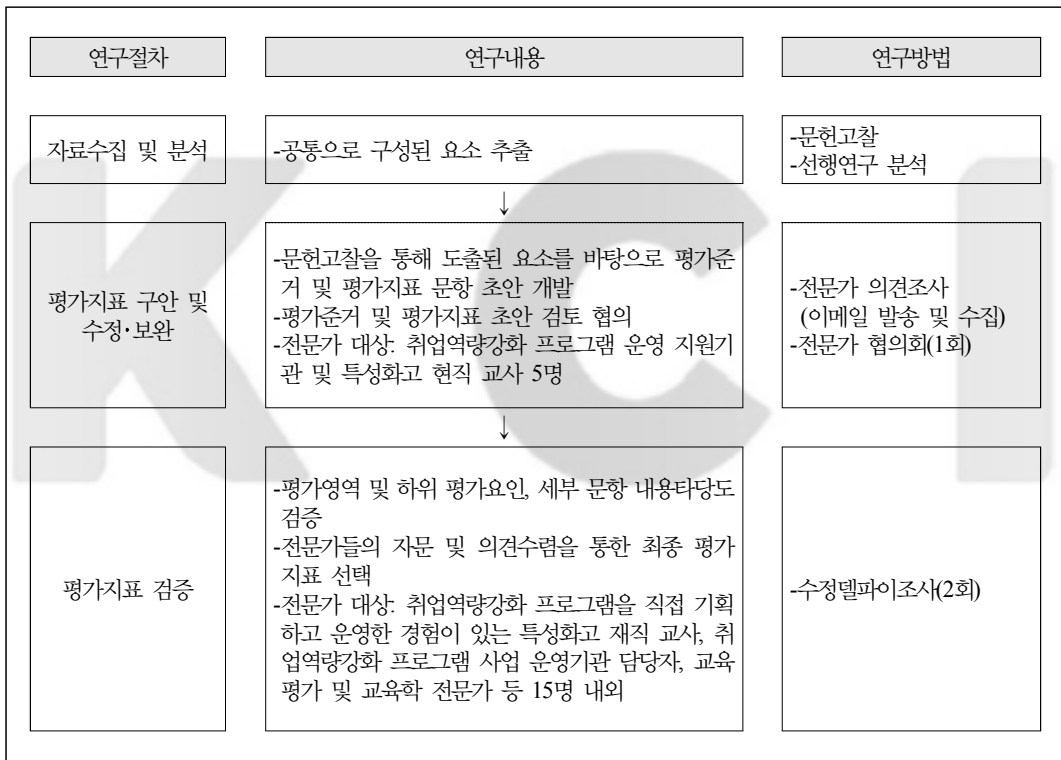 연구절차
연구내용
연구방법
자료수집 및 분석
-공통으로 구성된 요소 추출
-문헌고찰
-선행연구 분석
↓
평가지표 구안 및
수정･보완
-문헌고찰을 통해 도출된 요소를 바탕으로 평가준
거 및 평가지표 문항 초안 개발
-평가준거 및 평가지표 초안 검토 협의
-전문가 대상: 취업역량강화 프로그램 운영 지원기
관 및 특성화고 현직 교사 5명
-전문가 의견조사
(이메일 발송 및 수집)
-전문가 협의회(1회)
↓
평가지표 검증
-평가영역 및 하위 평가요인, 세부 문항 내용타당도
검증
-전문가들의 자문 및 의견수렴을 통한 최종 평가
지표 선택
-전문가 대상: 취업역량강화 프로그램을 직접 기획
하고 운영한 경험이 있는 특성화고 재직 교사, 취
업역량강화 프로그램 사업 운영기관 담당자, 교육
평가 및 교육학 전문가 등 15명 내외
-수정델파이조사(2회)
KCI